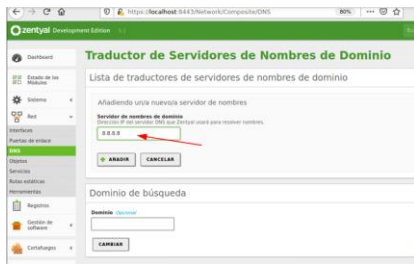 https://localhost:8443/Network/Composite/DNS
80%
zentyal Development Edition
Dashboard
Estado de los Módulos
Sistema
Red
Interfaces
Puertas de enlace
DNS
Objetos
Servicios
Rutas estáticas
Herramientas
Registros
Gestión de software
Cortafuegos
Traductor de Servidores de Nombres de Dominio
Lista de traductores de servidores de nombres de dominio
Añadiendo un/a nuevo/a servidor de nombres
Servidor de nombres de dominio
Dirección IP del servidor DNS que Zentyal usará para resolver nombres.
8.8.8.8
+ AÑADIR CANCELAR
Dominio de búsqueda
Dominio Opcional
CAMBIAR